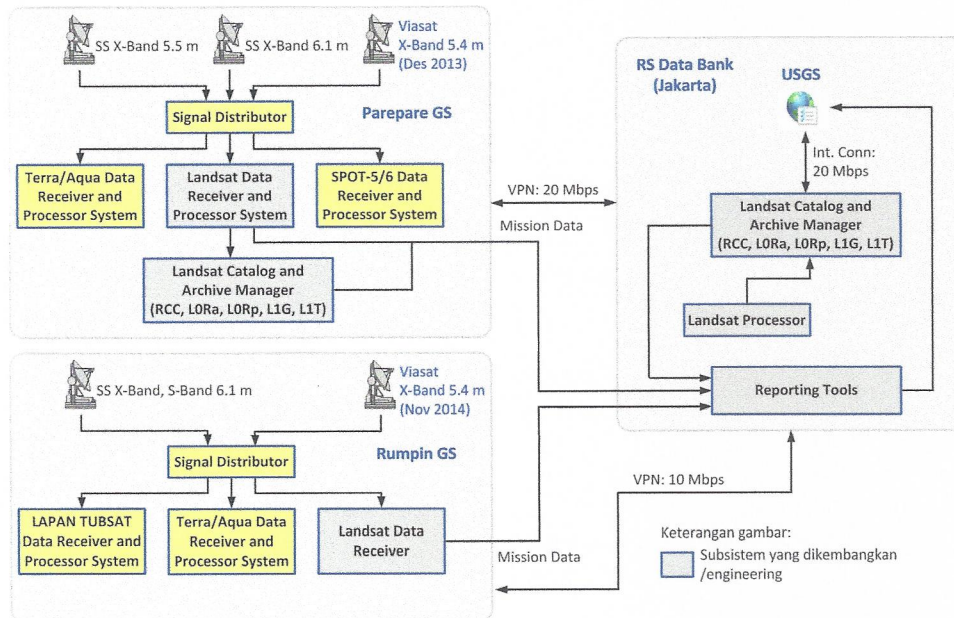 SS X-Band 5.5 m
SS X-Band 6.1 m
Viasat
X-Band 5.4 m
(Des 2013)
Signal Distributor
Parepare GS
Terra/Aqua Data
Receiver and
Processor System
Landsat Data
Receiver and
Processor System
SPOT-5/6 Data
Receiver and
Processor System
Landsat Catalog and
Archive Manager
(RCC, L0Ra, L0Rp, L1G, L1T)
VPN: 20 Mbps
Mission Data
RS Data Bank
(Jakarta)
USGS
Int. Conn:
20 Mbps
Landsat Catalog and
Archive Manager
(RCC, L0Ra, L0Rp, L1G, L1T)
Landsat Processor
Reporting Tools
SS X-Band, S-Band 6.1 m
Viasat
X-Band 5.4 m
(Nov 2014)
Signal Distributor
Rumpin GS
LAPAN TUBSAT
Data Receiver and
Processor System
Terra/Aqua Data
Receiver and
Processor System
Landsat Data
Receiver
Mission Data
VPN: 10 Mbps
Keterangan gambar:
Subsistem yang dikembangkan
/engineering